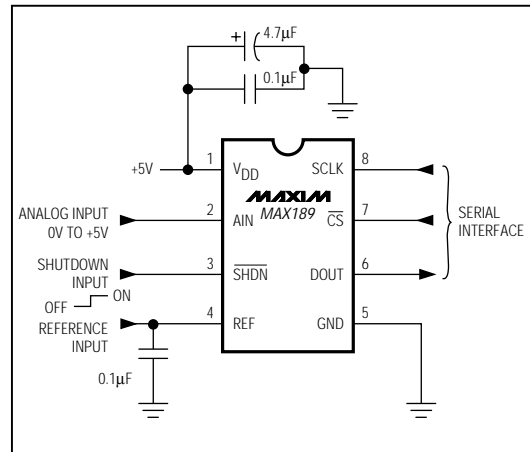 +
4.7µF
0.1µF
+5V
1
VDD
SCLK
8
MAXIM
MAX189
ANALOG INPUT
0V TO +5V
2
AIN
CS
7
SERIAL
INTERFACE
SHUTDOWN
INPUT
3
SHDN
DOUT
6
OFF
ON
REFERENCE
INPUT
4
REF
GND
5
0.1µF